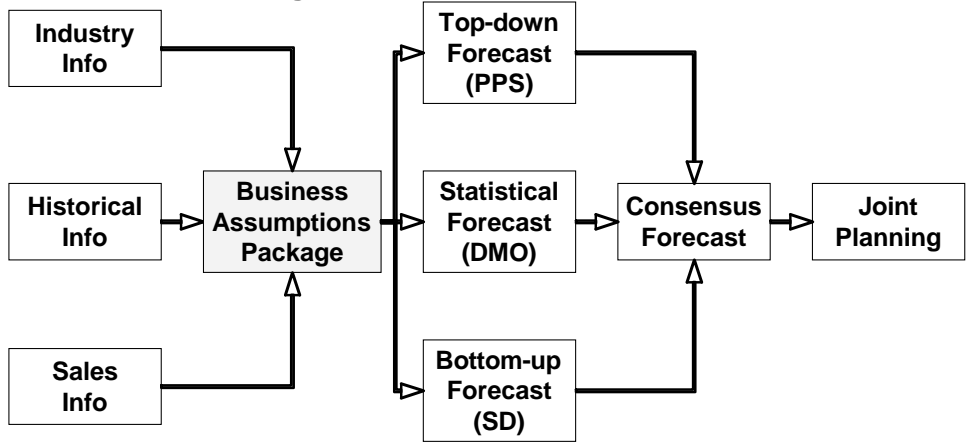 Industry
Info
Historical
Info
Sales
Info
Business
Assumptions
Package
Top-down
Forecast
(PPS)
Statistical
Forecast
(DMO)
Bottom-up
Forecast
(SD)
Consensus
Forecast
Joint
Planning